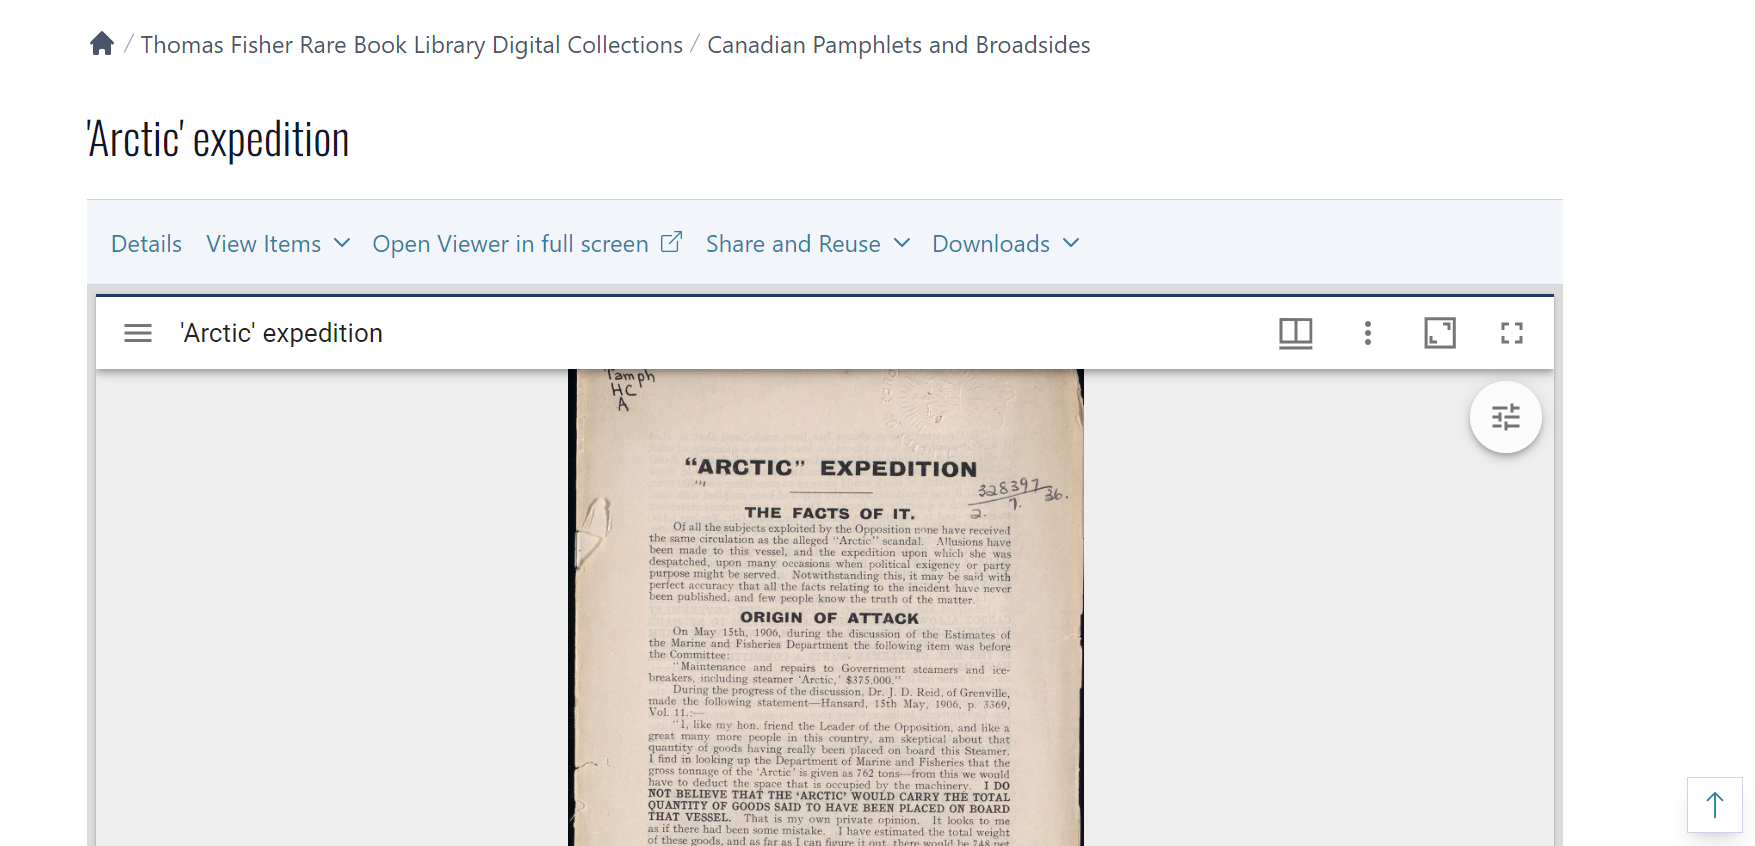 / Thomas Fisher Rare Book Library Digital Collections / Canadian Pamphlets and Broadsides
'Arctic' expedition
Details View Items Open Viewer in full screen Share and Reuse Downloads
'Arctic' expedition
HC
A
"ARCTIC" EXPEDITION
328397 36.
2. 7.
THE FACTS OF IT.
Of all the subjects exploited by the Opposition none have received
the same circulation as the alleged "Arctic" scandal. Allusions have
been made to this vessel, and the expedition upon which she was
despatched, upon many occasions when political exigency or party
purpose might be served. Notwithstanding this, it may be said with
perfect accuracy that all the facts relating to the incident have never
been published, and few people know the truth of the matter.
ORIGIN OF ATTACK
On May 15th, 1906, during the discussion of the Estimates of
the Marine and Fisheries Department the following item was before
the Committee:
"Maintenance and repairs to Government steamers and ice-
breakers, including steamer 'Arctic,' $375,000."
During the progress of the discussion, Dr. J. D. Reid, of Grenville,
made the following statement—Hansard, 15th May, 1906, p. 3369,
Vol. 11.:—
"I, like my hon. friend the Leader of the Opposition, and like a
great many more people in this country, am skeptical about that
quantity of goods having really been placed on board this Steamer.
I find in looking up the Department of Marine and Fisheries that the
gross tonnage of the 'Arctic' is given as 762 tons—from this we would
have to deduct the space that is occupied by the machinery. I DO
NOT BELIEVE THAT THE 'ARCTIC' WOULD CARRY THE TOTAL
QUANTITY OF GOODS SAID TO HAVE BEEN PLACED ON BOARD
THAT VESSEL. That is my own private opinion. It looks to me
as if there had been some mistake. I have estimated the total weight
of these goods, and as far as I can figure it out, there would be 748 net